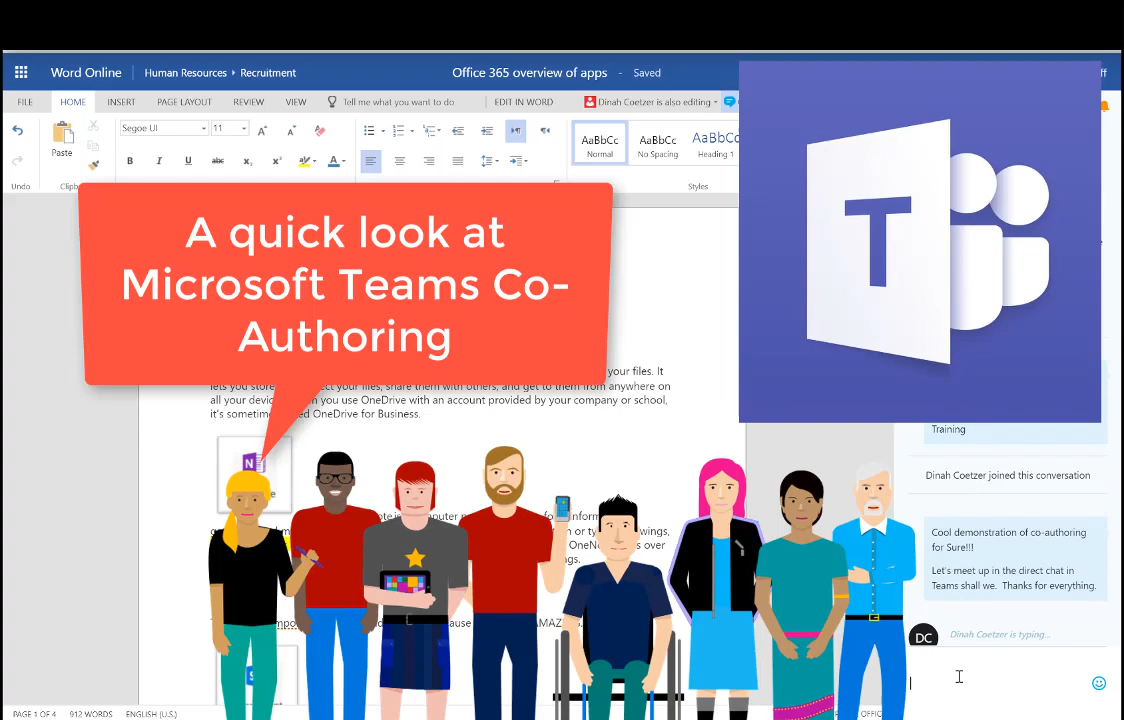 Word Online Human Resources Recruitment Office 365 overview of apps - Saved
FILE HOME INSERT PAGE LAYOUT REVIEW VIEW Tell me what you want to do EDIT IN WORD Dinah Coetzer is also editing
Segoe UI 11
Paste
B I U abc x₂ x² A
AaBbCc AaBbCc AaBbCc
Normal No Spacing Heading 1
Undo Styles
A quick look at
Microsoft Teams Co-
Authoring
T
your files. It
your files, share them with others, and get to them from anywhere on
all your you use OneDrive with an account provided by your company or school,
it's OneDrive for Business.
N
Training
Dinah Coetzer joined this conversation
Cool demonstration of co-authoring
for Sure!!!
Let's meet up in the direct chat in
Teams shall we. Thanks for everything.
DC Dinah Coetzer is typing...
PAGE 1 OF 4 912 WORDS ENGLISH (U.S.)